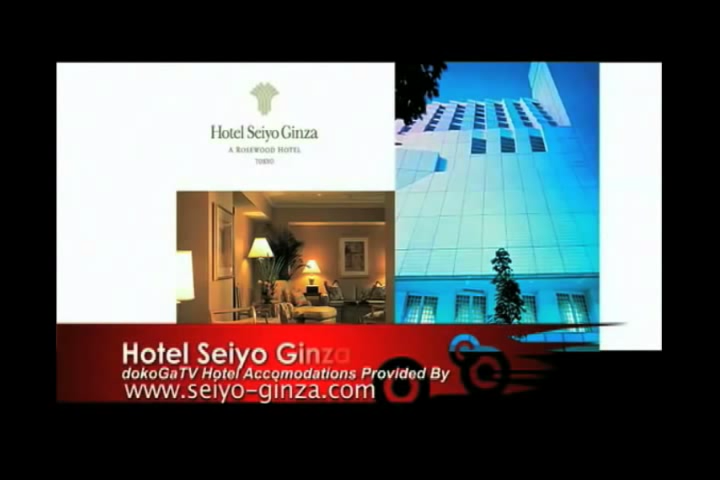 Hotel Seiyo Ginza
A ROSEWOOD HOTEL
TOKYO
Hotel Seiyo Ginza
dokoGaTV Hotel Accomodations Provided By
www.seiyo-ginza.com